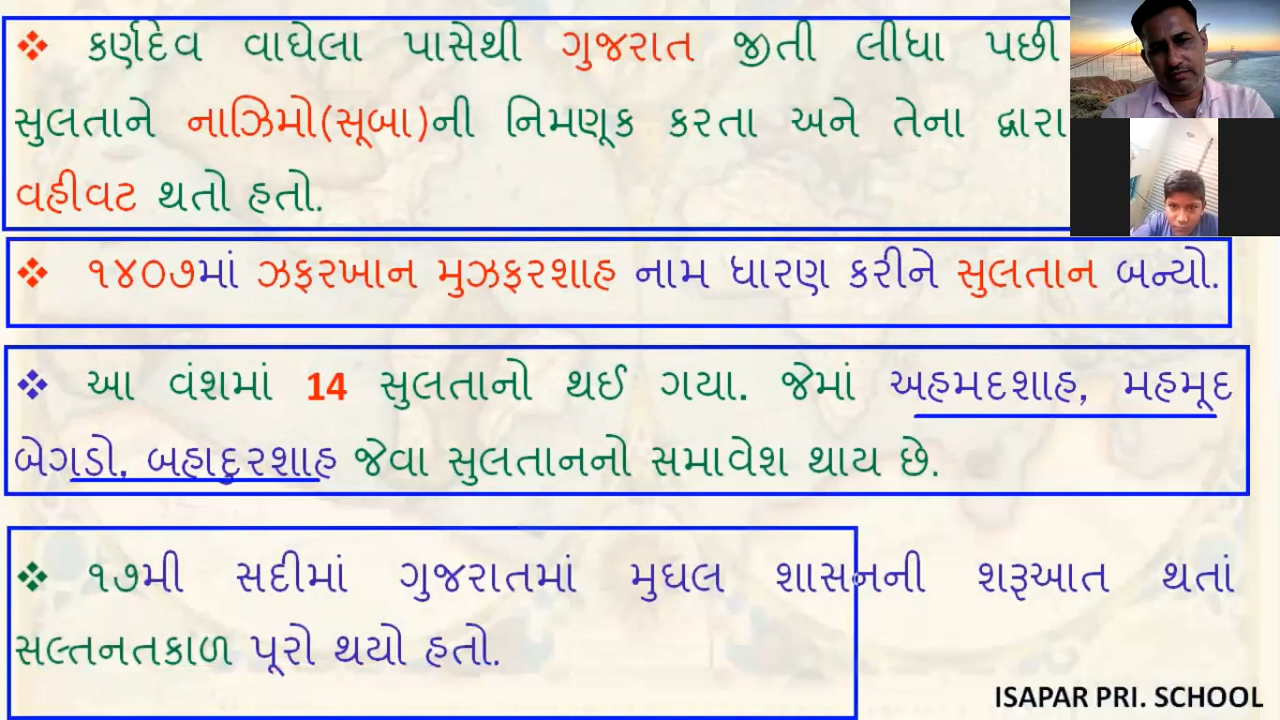 ❖ કર્ણદેવ વાઘેલા પાસેથી ગુજરાત જીતી લીધા પછી
સુલતાને નાઝિમો(સૂબા)ની નિમણૂક કરતા અને તેના દ્વારા
વહીવટ થતો હતો.
❖ ૧૪૦૭માં ઝફરખાન મુઝફરશાહ નામ ધારણ કરીને સુલતાન બન્યો.
❖ આ વંશમાં 14 સુલતાનો થઈ ગયા. જેમાં અહમદશાહ, મહમૂદ
બેગડો, બહાદુરશાહ જેવા સુલતાનનો સમાવેશ થાય છે.
❖ ૧૭મી સદીમાં ગુજરાતમાં મુઘલ શાસનની શરૂઆત થતાં
સલ્તનતકાળ પૂરો થયો હતો.
ISAPAR PRI. SCHOOL